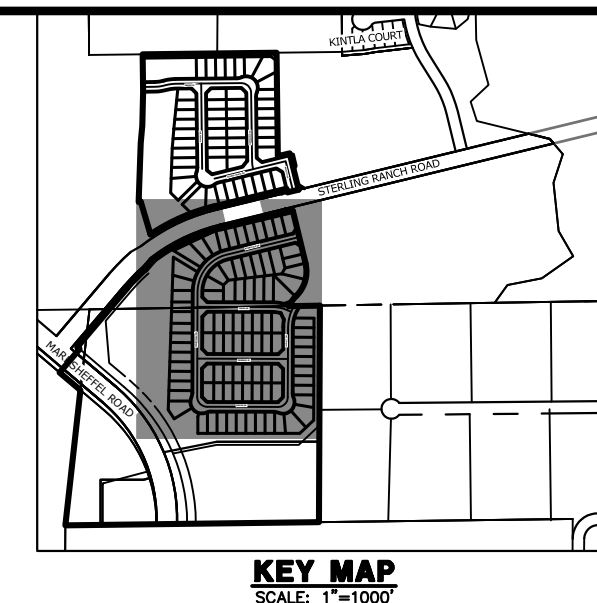 KINTLA COURT
STERLING RANCH ROAD
MARKSHEFFEL ROAD
KEY MAP
SCALE: 1"=1000'